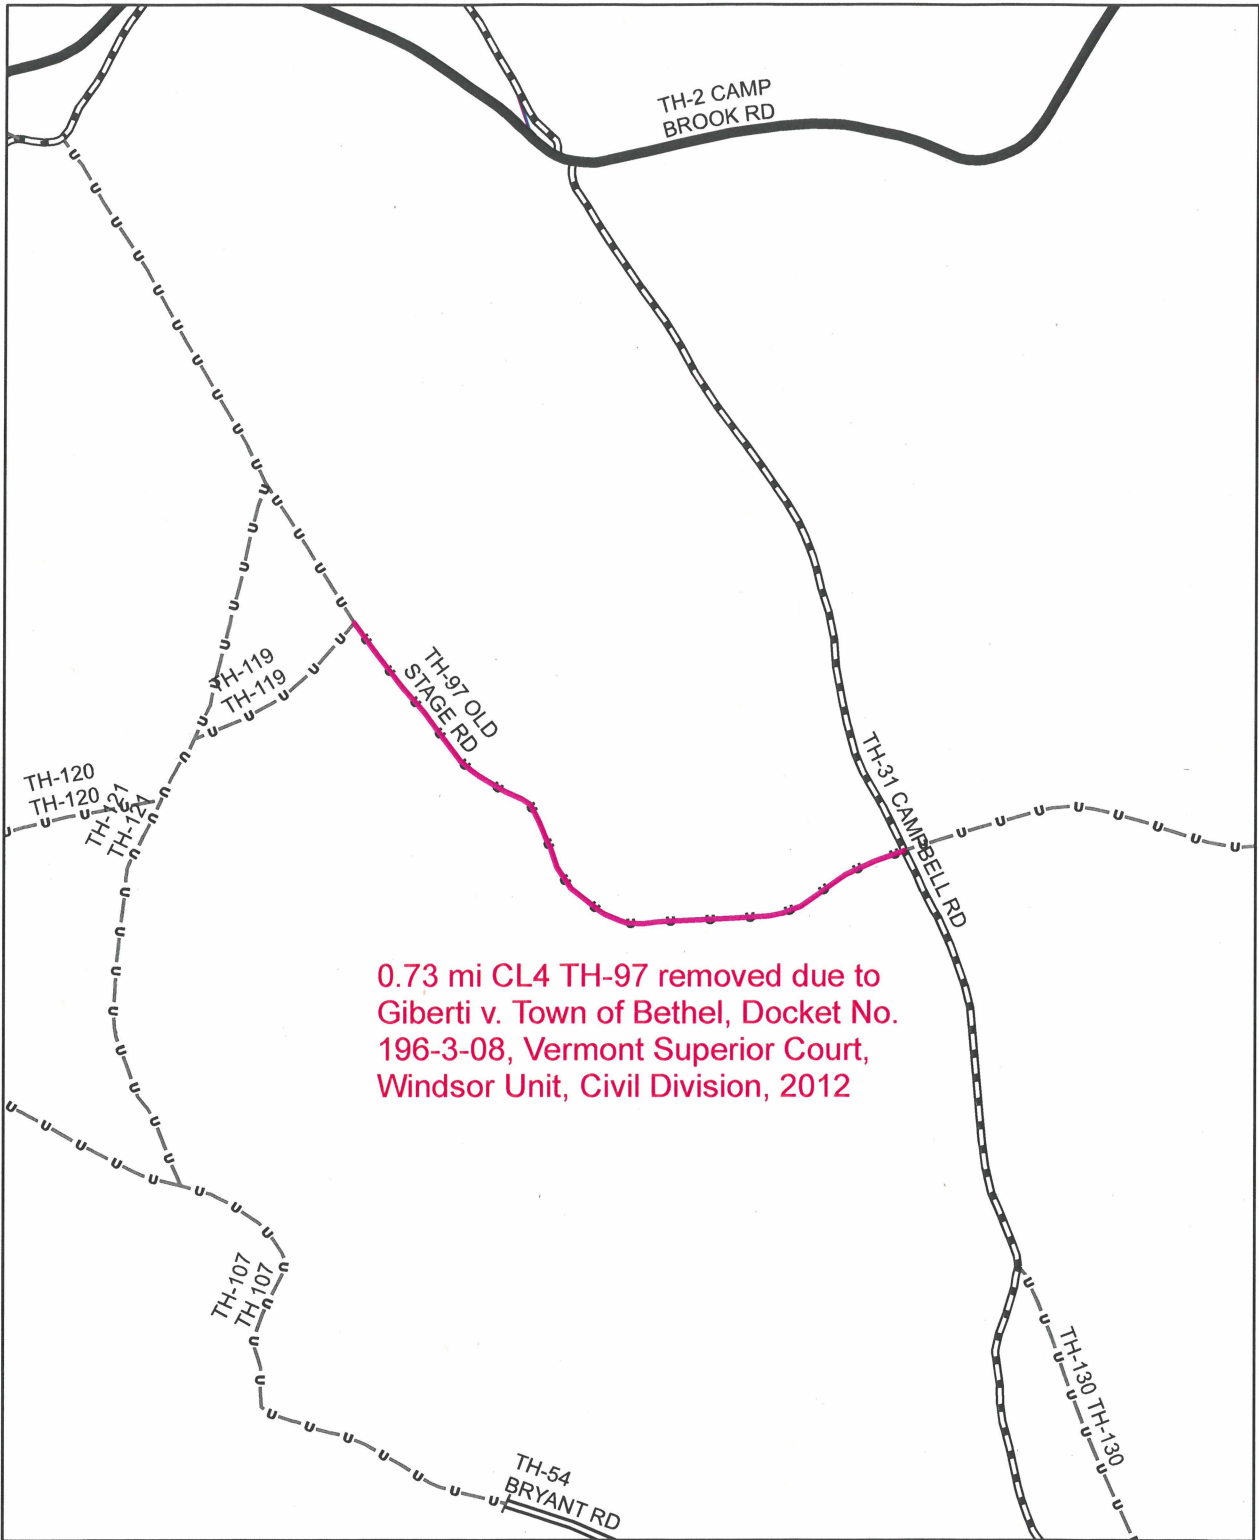 TH-2 CAMP
BROOK RD
TH-119
TH-119
TH-97 OLD
STAGE RD
TH-31 CAMPBELL RD
TH-120
TH-120
TH-121
TH-121
0.73 mi CL4 TH-97 removed due to
Giberti v. Town of Bethel, Docket No.
196-3-08, Vermont Superior Court,
Windsor Unit, Civil Division, 2012
TH-107
TH 107
TH-130 TH-130
TH-54
BRYANT RD